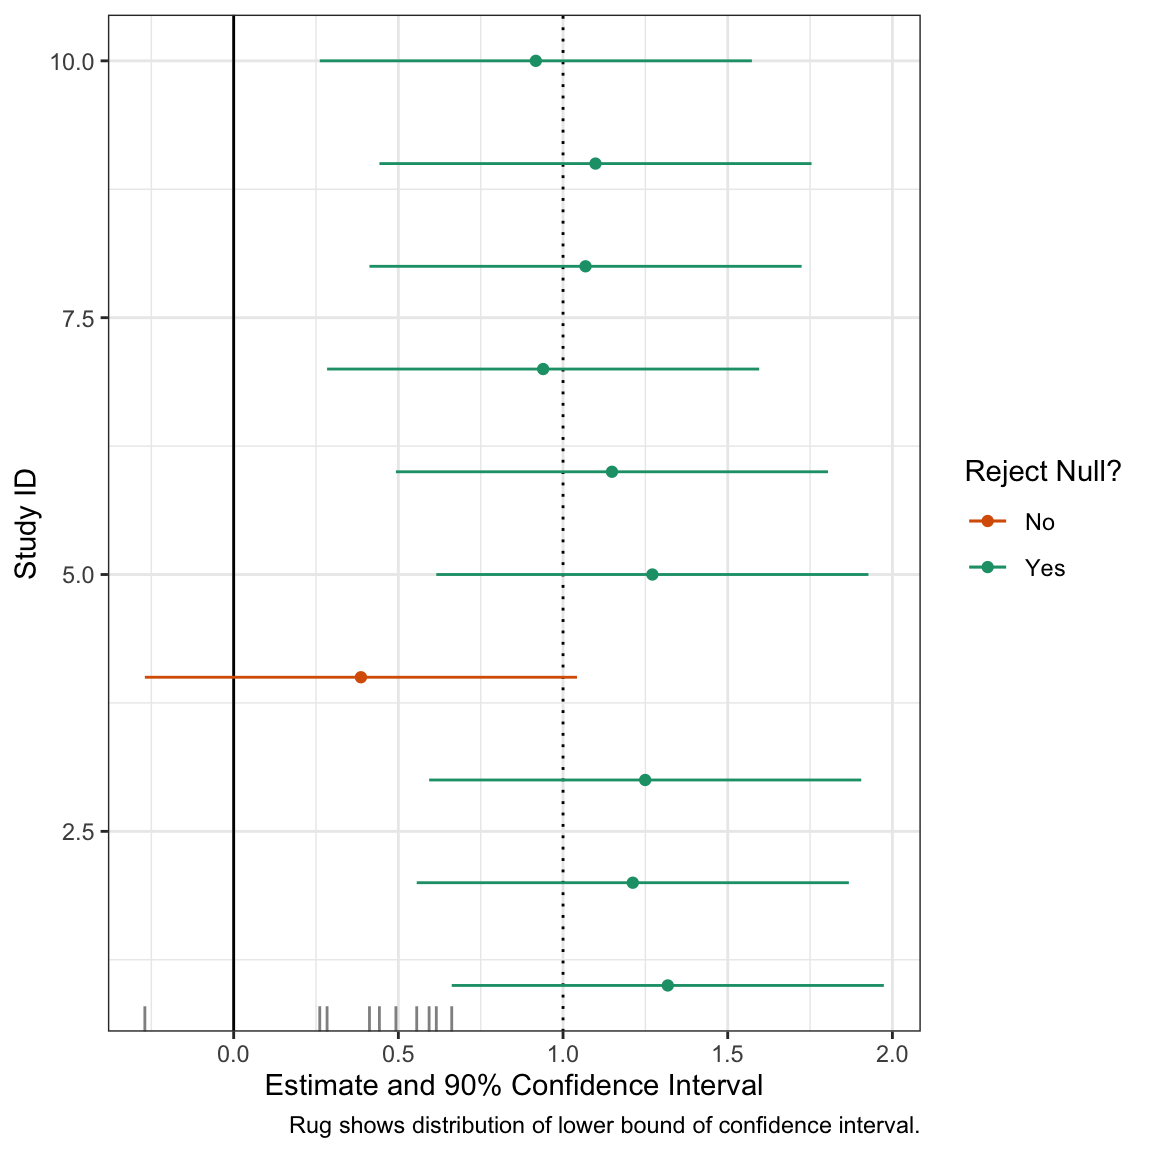 10.0
7.5
5.0
2.5
Study ID
0.0 0.5 1.0 1.5 2.0
Estimate and 90% Confidence Interval
Rug shows distribution of lower bound of confidence interval.
Reject Null?
No
Yes